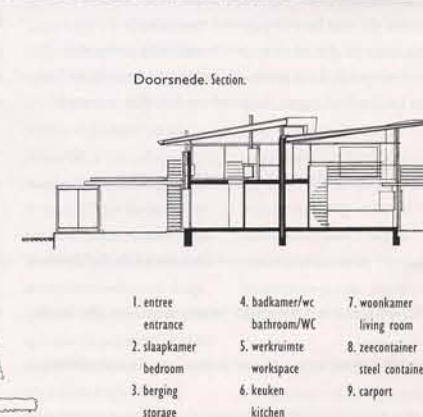 Doorsnede. Section.
1. entree
entrance
2. slaapkamer
bedroom
3. berging
storage
4. badkamer/wc
bathroom/WC
5. werkruimte
workspace
6. keuken
kitchen
7. woonkamer
living room
8. zeecontainer
steel containe
9. carport